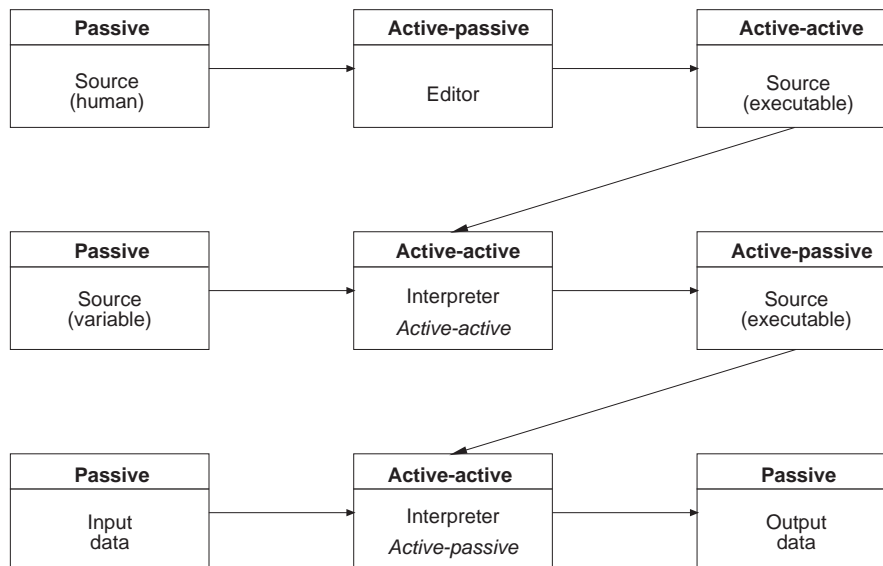 Passive
Source
(human)
Active-passive
Editor
Active-active
Source
(executable)
Passive
Source
(variable)
Active-active
Interpreter
Active-active
Active-passive
Source
(executable)
Passive
Input
data
Active-active
Interpreter
Active-passive
Passive
Output
data